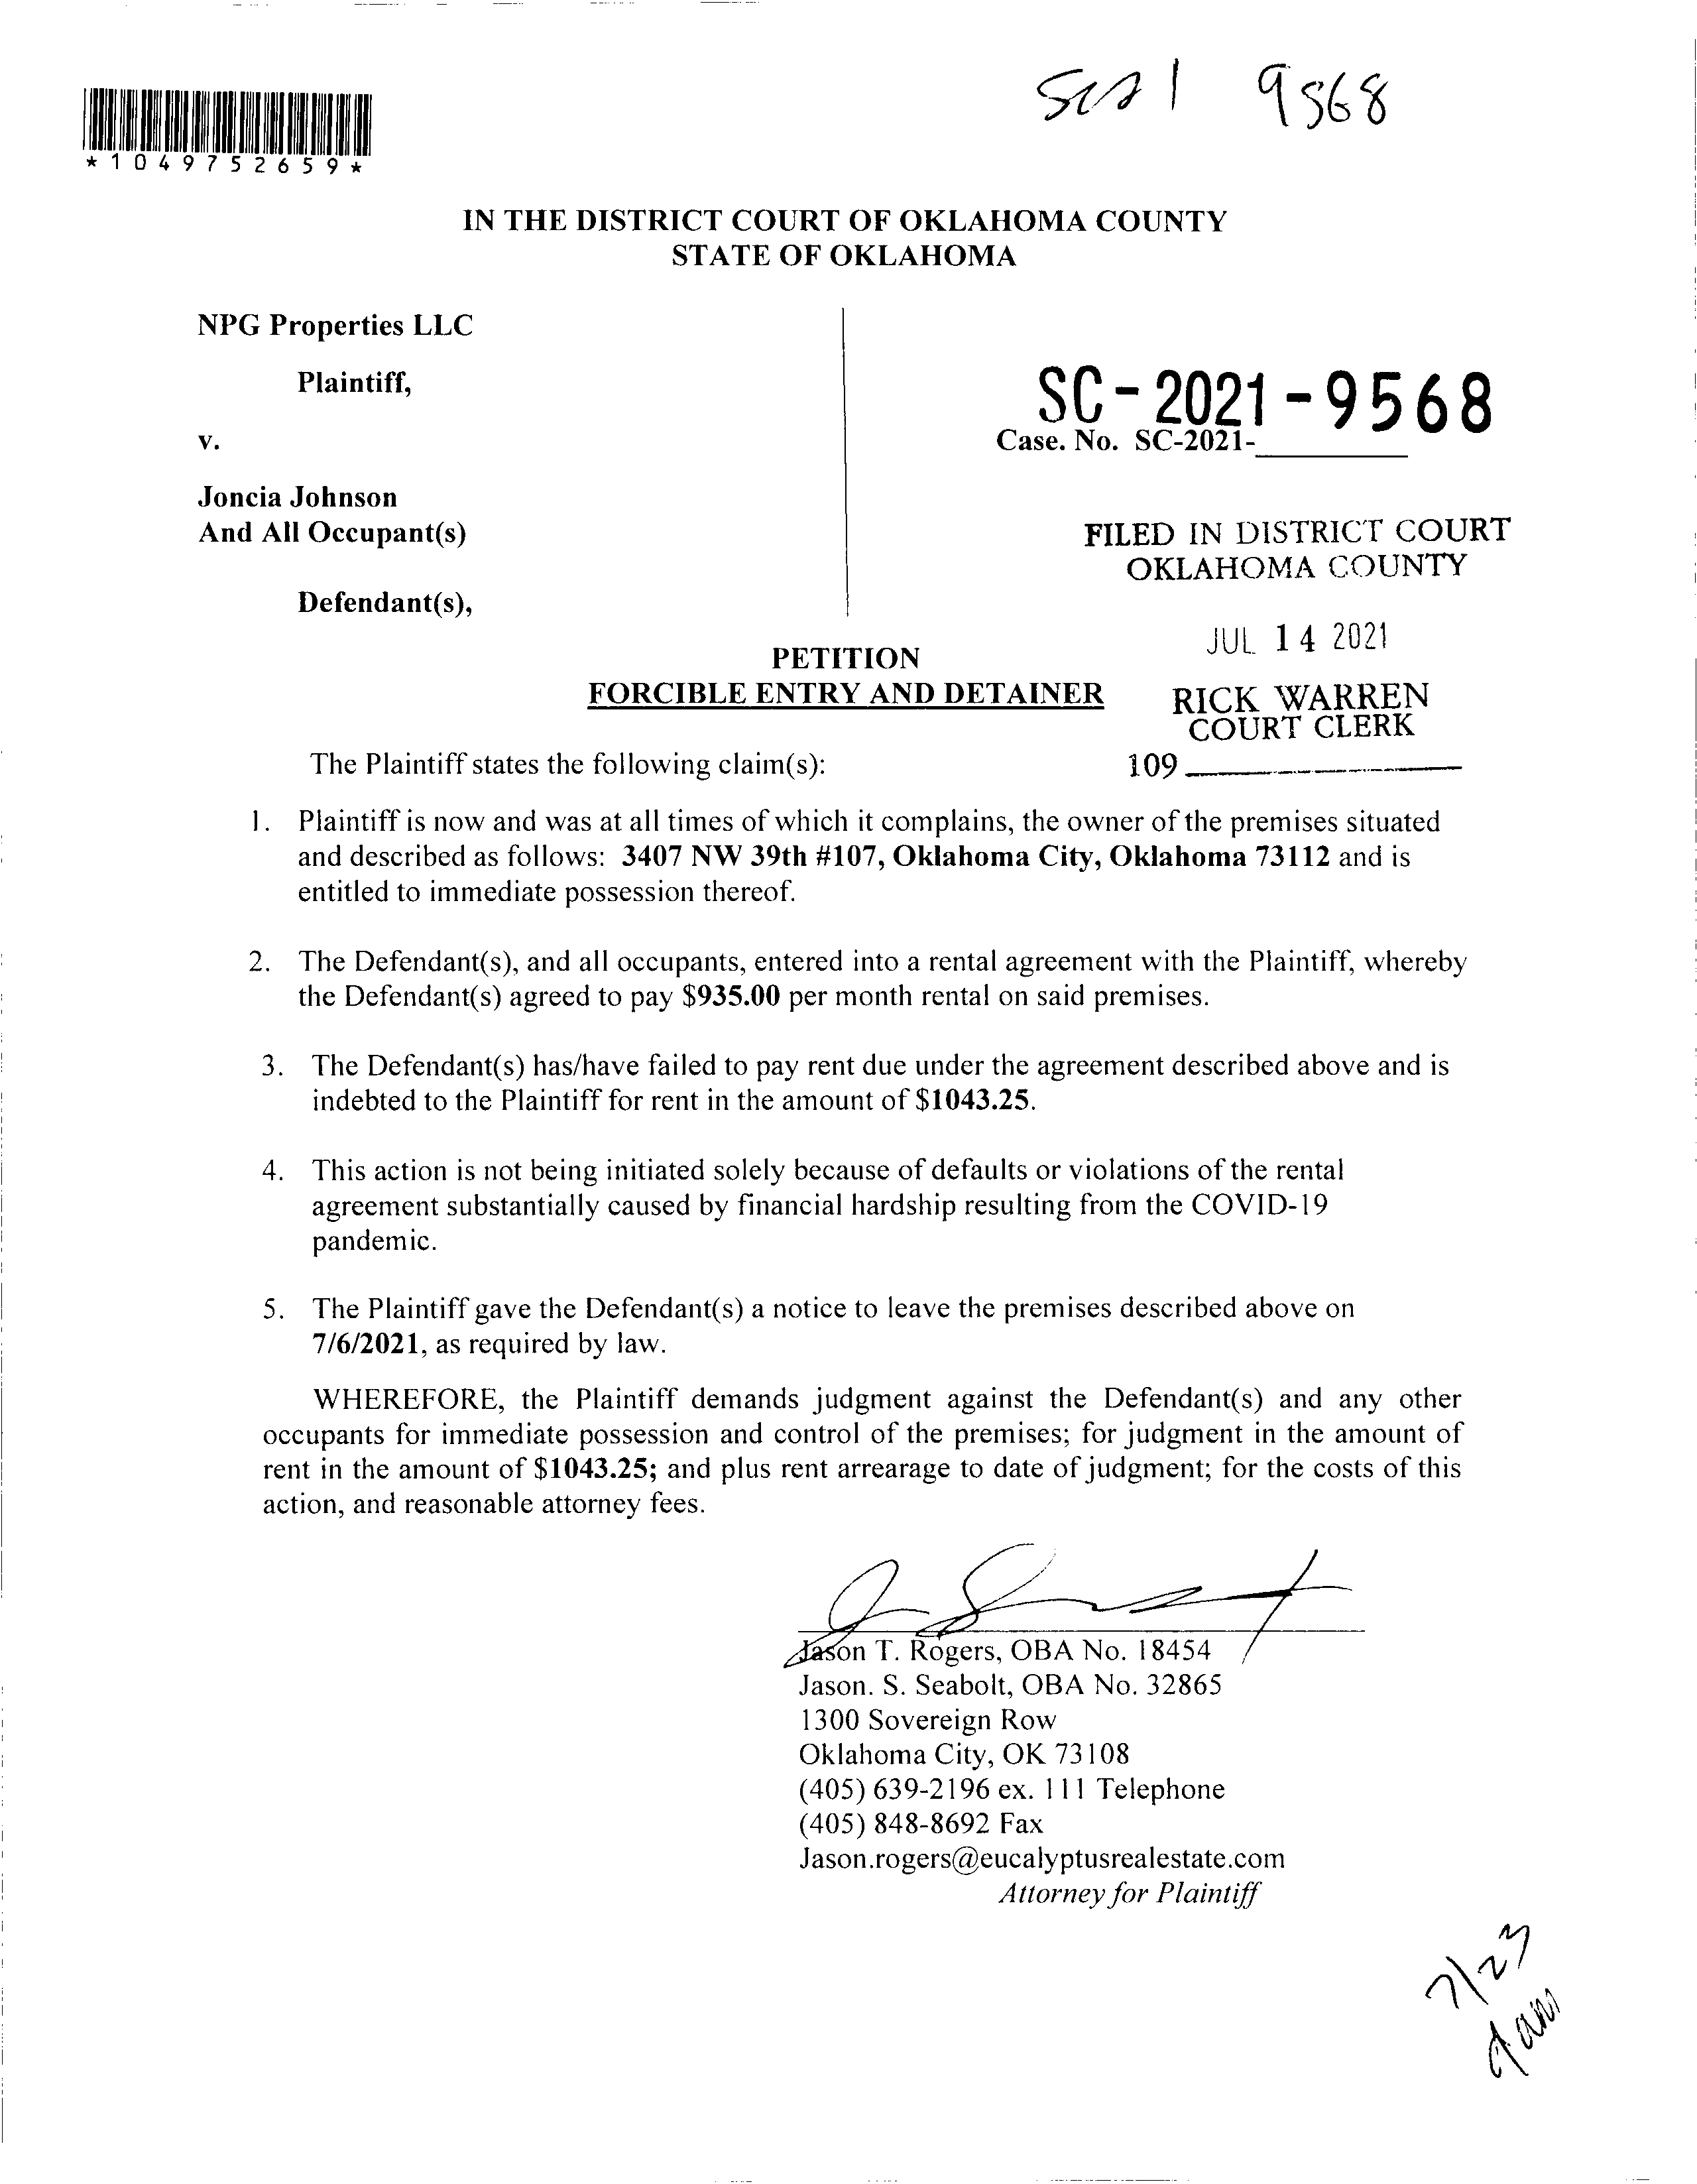 9568
*1049752659*
IN THE DISTRICT COURT OF OKLAHOMA COUNTY
STATE OF OKLAHOMA
NPG Properties LLC
Plaintiff,
v.
Joncia Johnson
And All Occupant(s)
Defendant(s),
SC-2021-9568
Case. No. SC-2021-__________
FILED IN DISTRICT COURT
OKLAHOMA COUNTY
JUL 14 2021
RICK WARREN
COURT CLERK
109 __________
PETITION
FORCIBLE ENTRY AND DETAINER
The Plaintiff states the following claim(s):
1. Plaintiff is now and was at all times of which it complains, the owner of the premises situated
and described as follows: 3407 NW 39th #107, Oklahoma City, Oklahoma 73112 and is
entitled to immediate possession thereof.
2. The Defendant(s), and all occupants, entered into a rental agreement with the Plaintiff, whereby
the Defendant(s) agreed to pay $935.00 per month rental on said premises.
3. The Defendant(s) has/have failed to pay rent due under the agreement described above and is
indebted to the Plaintiff for rent in the amount of $1043.25.
4. This action is not being initiated solely because of defaults or violations of the rental
agreement substantially caused by financial hardship resulting from the COVID-19
pandemic.
5. The Plaintiff gave the Defendant(s) a notice to leave the premises described above on
7/6/2021, as required by law.
WHEREFORE, the Plaintiff demands judgment against the Defendant(s) and any other
occupants for immediate possession and control of the premises; for judgment in the amount of
rent in the amount of $1043.25; and plus rent arrearage to date of judgment; for the costs of this
action, and reasonable attorney fees.
Jason T. Rogers, OBA No. 18454
Jason. S. Seabolt, OBA No. 32865
1300 Sovereign Row
Oklahoma City, OK 73108
(405) 639-2196 ex. 111 Telephone
(405) 848-8692 Fax
Jason.rogers@eucalyptusrealestate.com
Attorney for Plaintiff
7/23